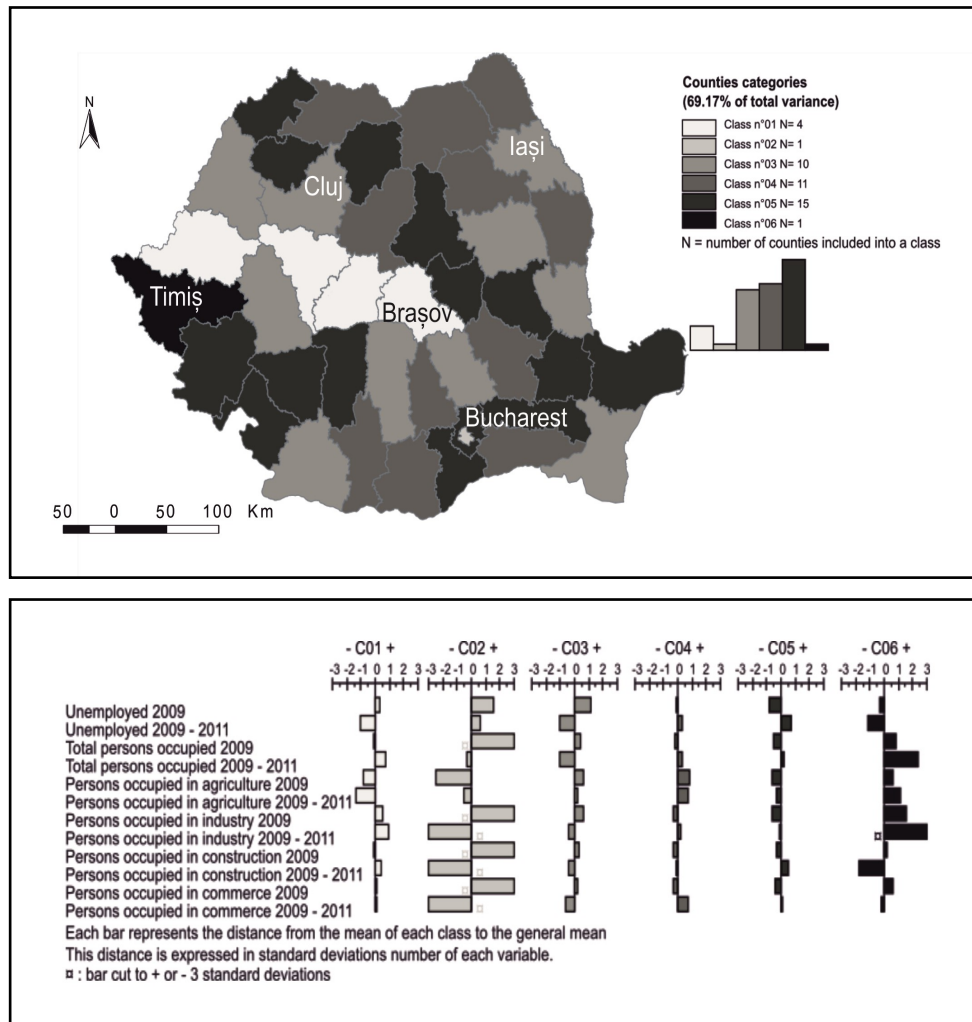 N
Iași
Cluj
Timiș
Brașov
Bucharest
50 0 50 100 Km
Counties categories
(69.17% of total variance)
Class n°01 N= 4
Class n°02 N= 1
Class n°03 N= 10
Class n°04 N= 11
Class n°05 N= 15
Class n°06 N= 1
N = number of counties included into a class
- C01 + - C02 + - C03 + - C04 + - C05 + - C06 +
-3 -2 -1 0 1 2 3 -3 -2 -1 0 1 2 3 -3 -2 -1 0 1 2 3 -3 -2 -1 0 1 2 3 -3 -2 -1 0 1 2 3 -3 -2 -1 0 1 2 3
Unemployed 2009
Unemployed 2009 - 2011
Total persons occupied 2009
Total persons occupied 2009 - 2011
Persons occupied in agriculture 2009
Persons occupied in agriculture 2009 - 2011
Persons occupied in industry 2009
Persons occupied in industry 2009 - 2011
Persons occupied in construction 2009
Persons occupied in construction 2009 - 2011
Persons occupied in commerce 2009
Persons occupied in commerce 2009 - 2011
Each bar represents the distance from the mean of each class to the general mean
This distance is expressed in standard deviations number of each variable.
¤ : bar cut to + or - 3 standard deviations